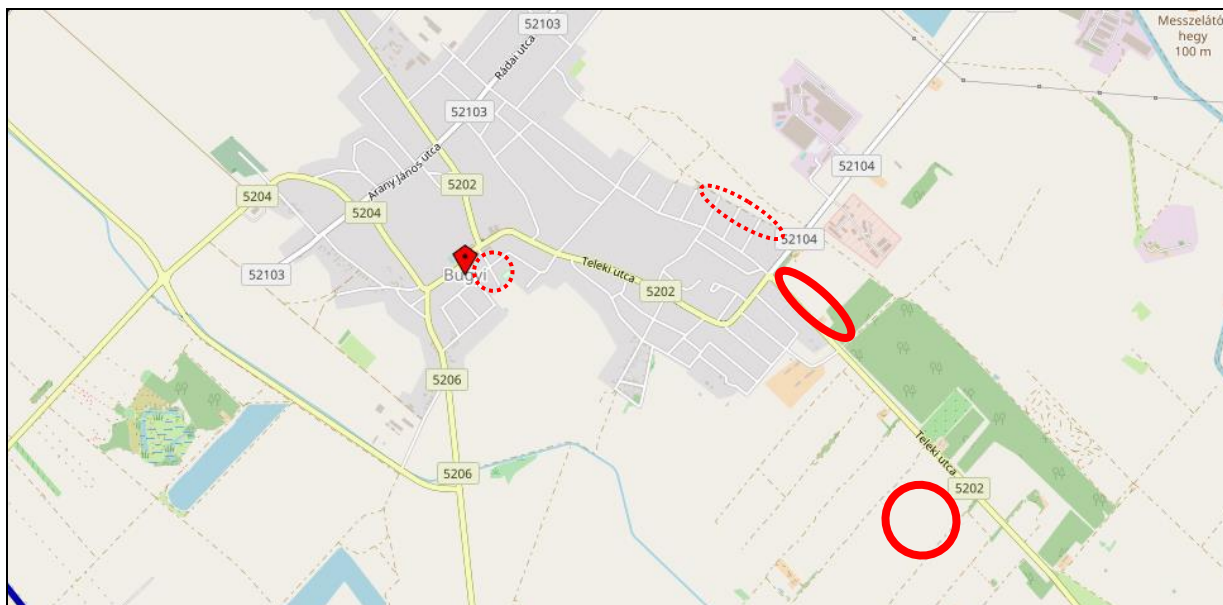 52103
Messzelátó
hegy
100 m
Rádai utca
52103
Arany János utca
52104
5202
5204
5204
52104
Bugyi
Teleki utca
52103
5202
5206
Teleki utca
5206
5202